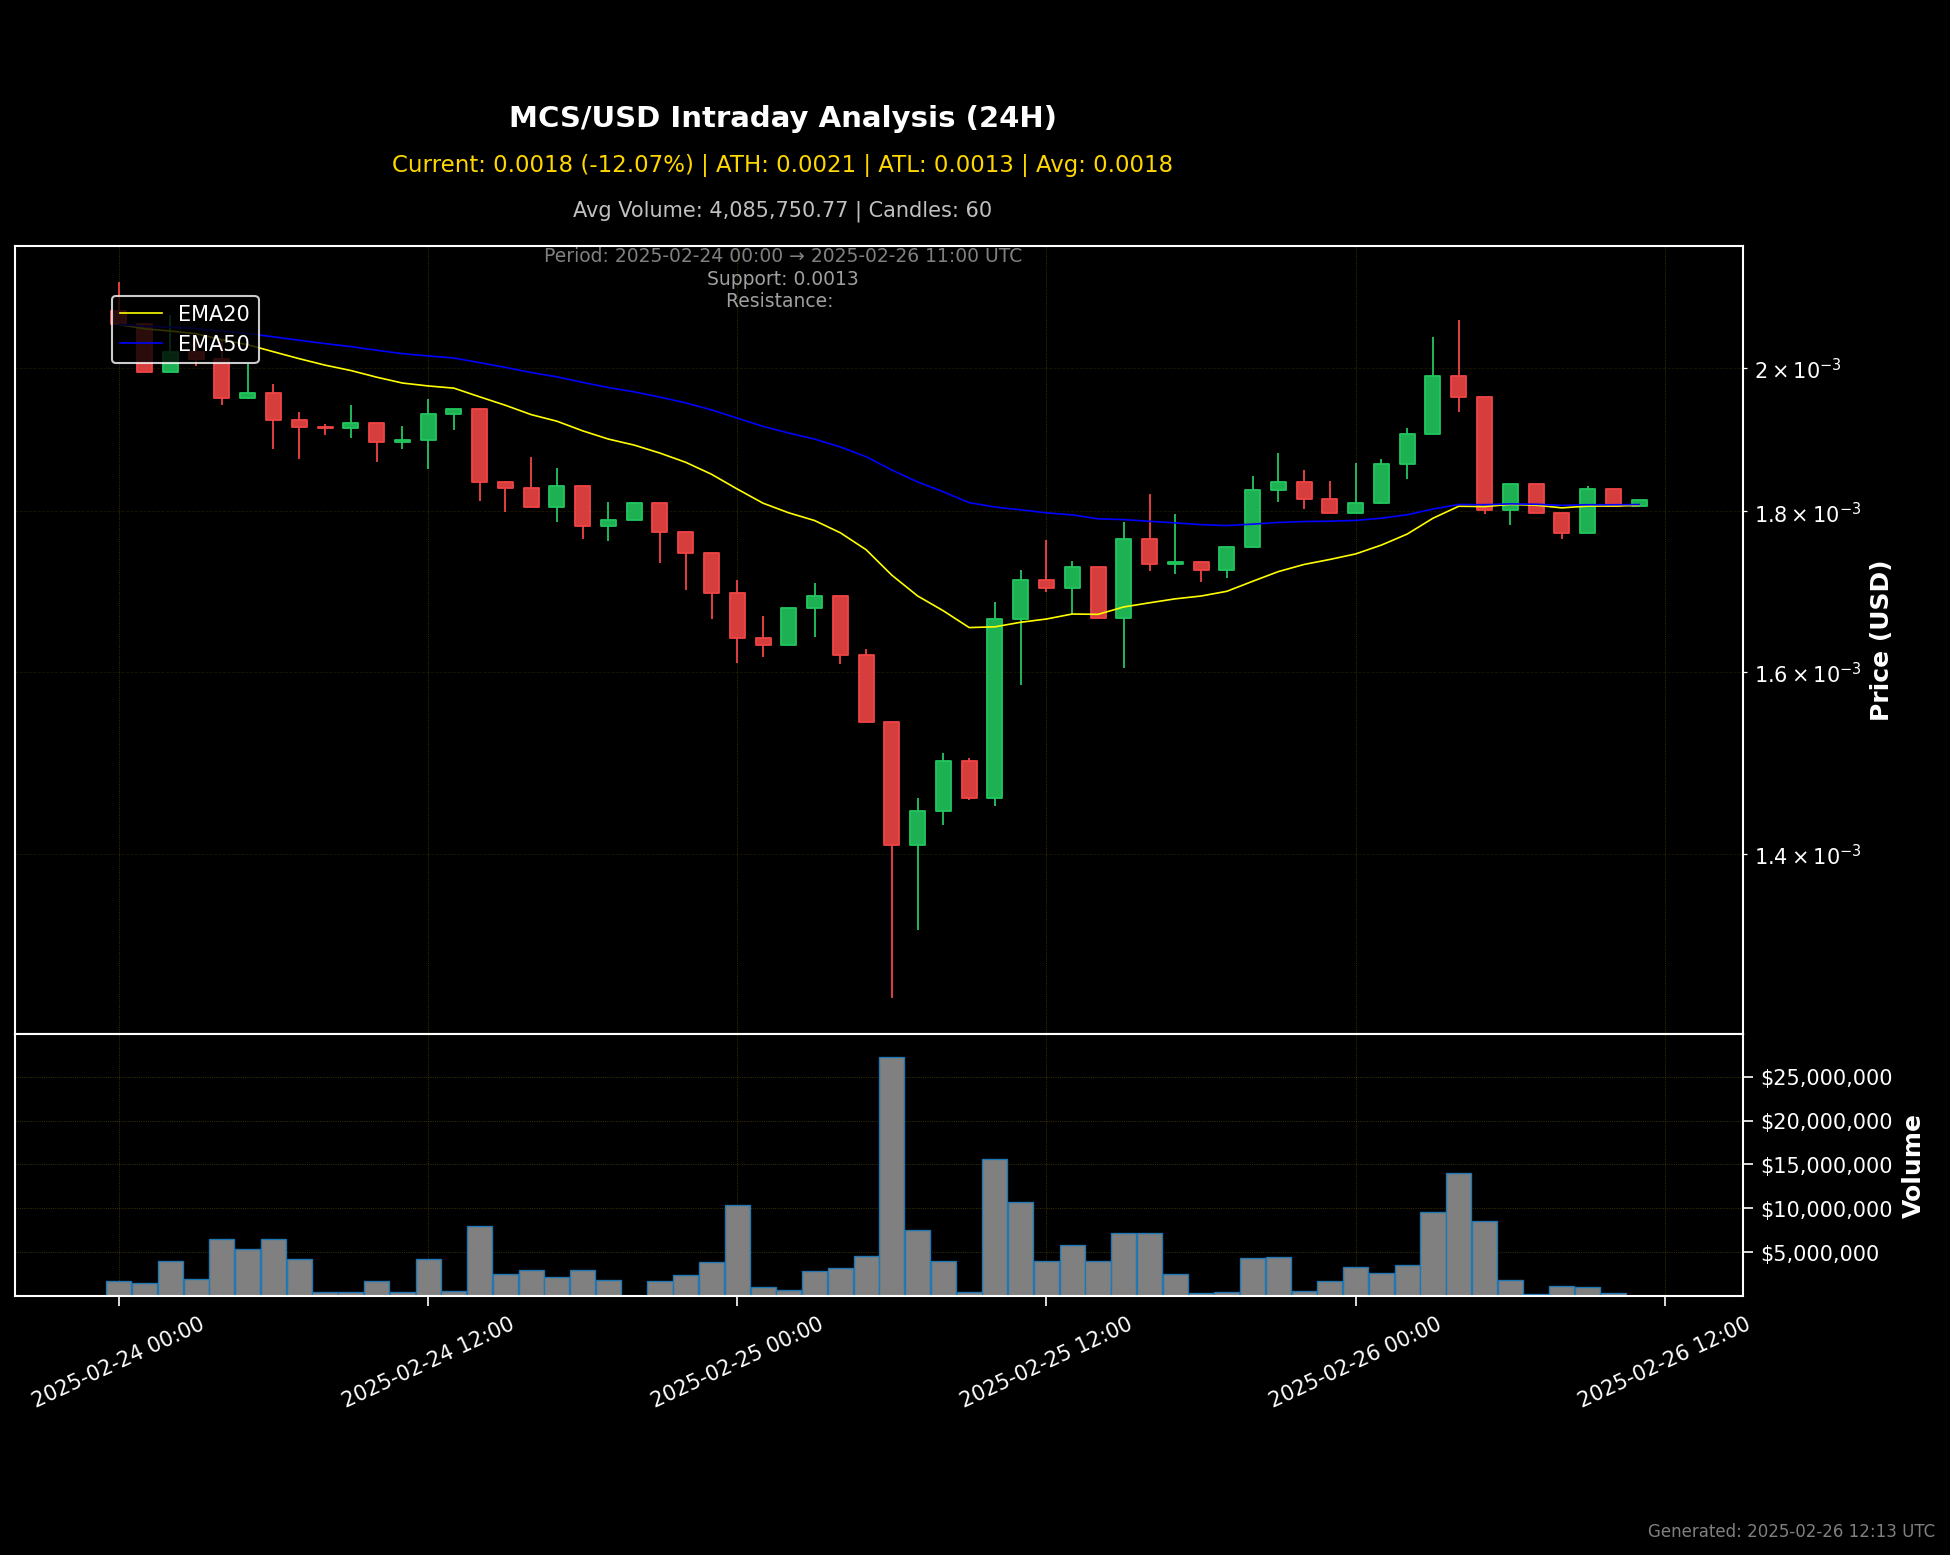 MCS/USD Intraday Analysis (24H)
Current: 0.0018 (-12.07%) | ATH: 0.0021 | ATL: 0.0013 | Avg: 0.0018
Avg Volume: 4,085,750.77 | Candles: 60
Period: 2025-02-24 00:00 → 2025-02-26 11:00 UTC
Support: 0.0013
Resistance:
EMA20
EMA50
2 × 10⁻³
1.8 × 10⁻³
1.6 × 10⁻³
1.4 × 10⁻³
Price (USD)
$25,000,000
$20,000,000
$15,000,000
$10,000,000
$5,000,000
Volume
2025-02-24 00:00
2025-02-24 12:00
2025-02-25 00:00
2025-02-25 12:00
2025-02-26 00:00
2025-02-26 12:00
Generated: 2025-02-26 12:13 UTC